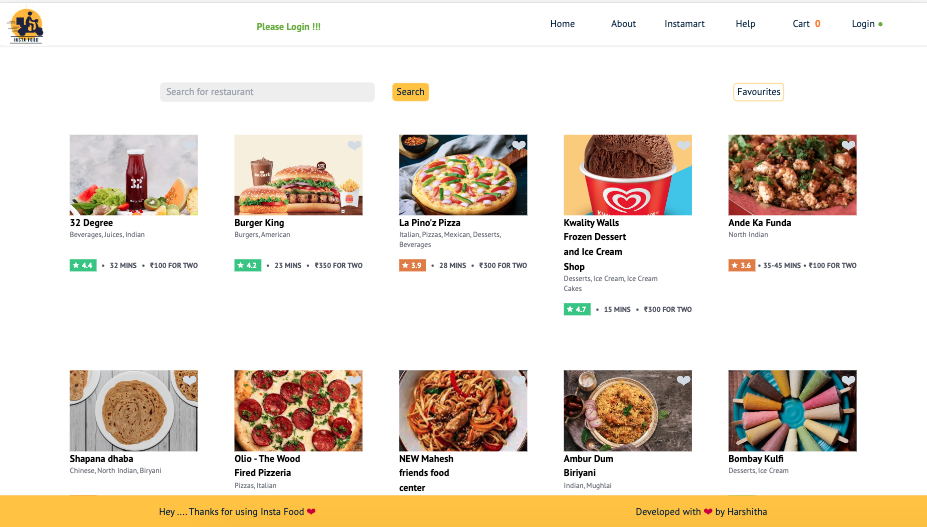 INSTA FOOD
Please Login !!!
Home
About
Instamart
Help
Cart 0
Login
Search for restaurant
Search
Favourites
32 Degree
Beverages, Juices, Indian
★ 4.4 • 32 MINS • ₹100 FOR TWO
Burger King
Burgers, American
★ 4.2 • 23 MINS • ₹350 FOR TWO
La Pino'z Pizza
Italian, Pizzas, Mexican, Desserts,
Beverages
★ 3.9 • 28 MINS • ₹300 FOR TWO
Kwality Walls
Frozen Dessert
and Ice Cream
Shop
Desserts, Ice Cream, Ice Cream
Cakes
★ 4.7 • 15 MINS • ₹300 FOR TWO
Ande Ka Funda
North Indian
★ 3.6 • 35-45 MINS • ₹100 FOR TWO
Shapana dhaba
Chinese, North Indian, Biryani
Olio - The Wood
Fired Pizzeria
Pizzas, Italian
NEW Mahesh
friends food
center
Ambur Dum
Biriyani
Indian, Mughlai
Bombay Kulfi
Desserts, Ice Cream
Hey .... Thanks for using Insta Food ❤
Developed with ❤ by Harshitha